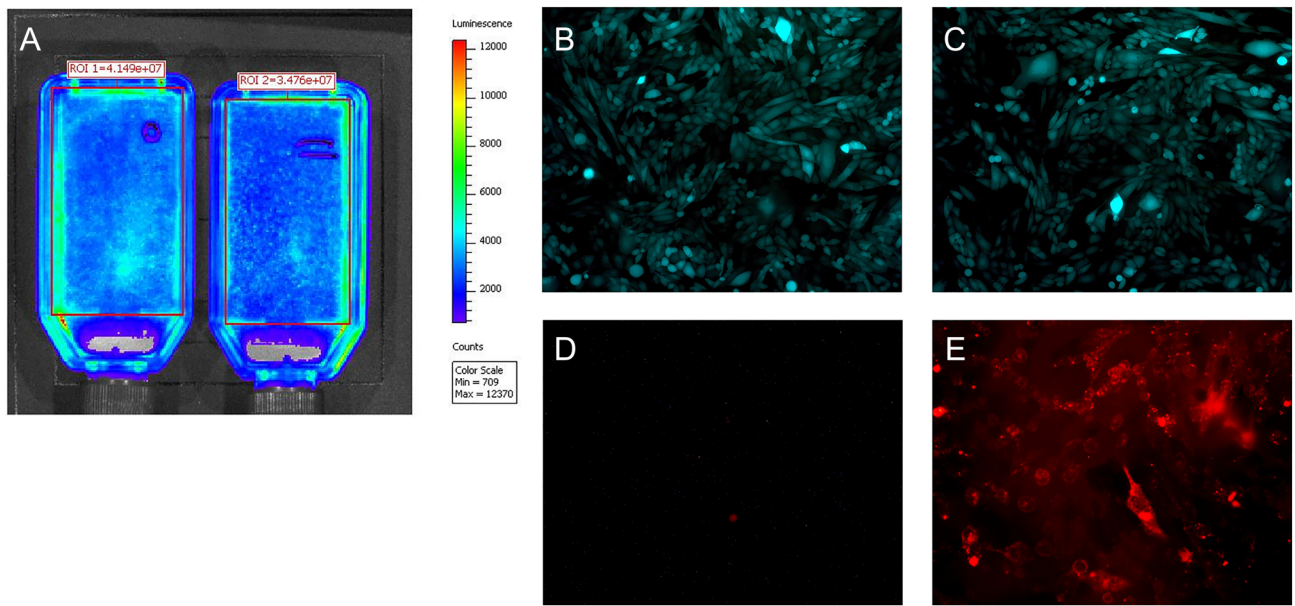 A
ROI 1=4.149e+07
ROI 2=3.476e+07
Luminescence
12000
10000
8000
6000
4000
2000
Counts
Color Scale
Min = 709
Max = 12370
B
C
D
E